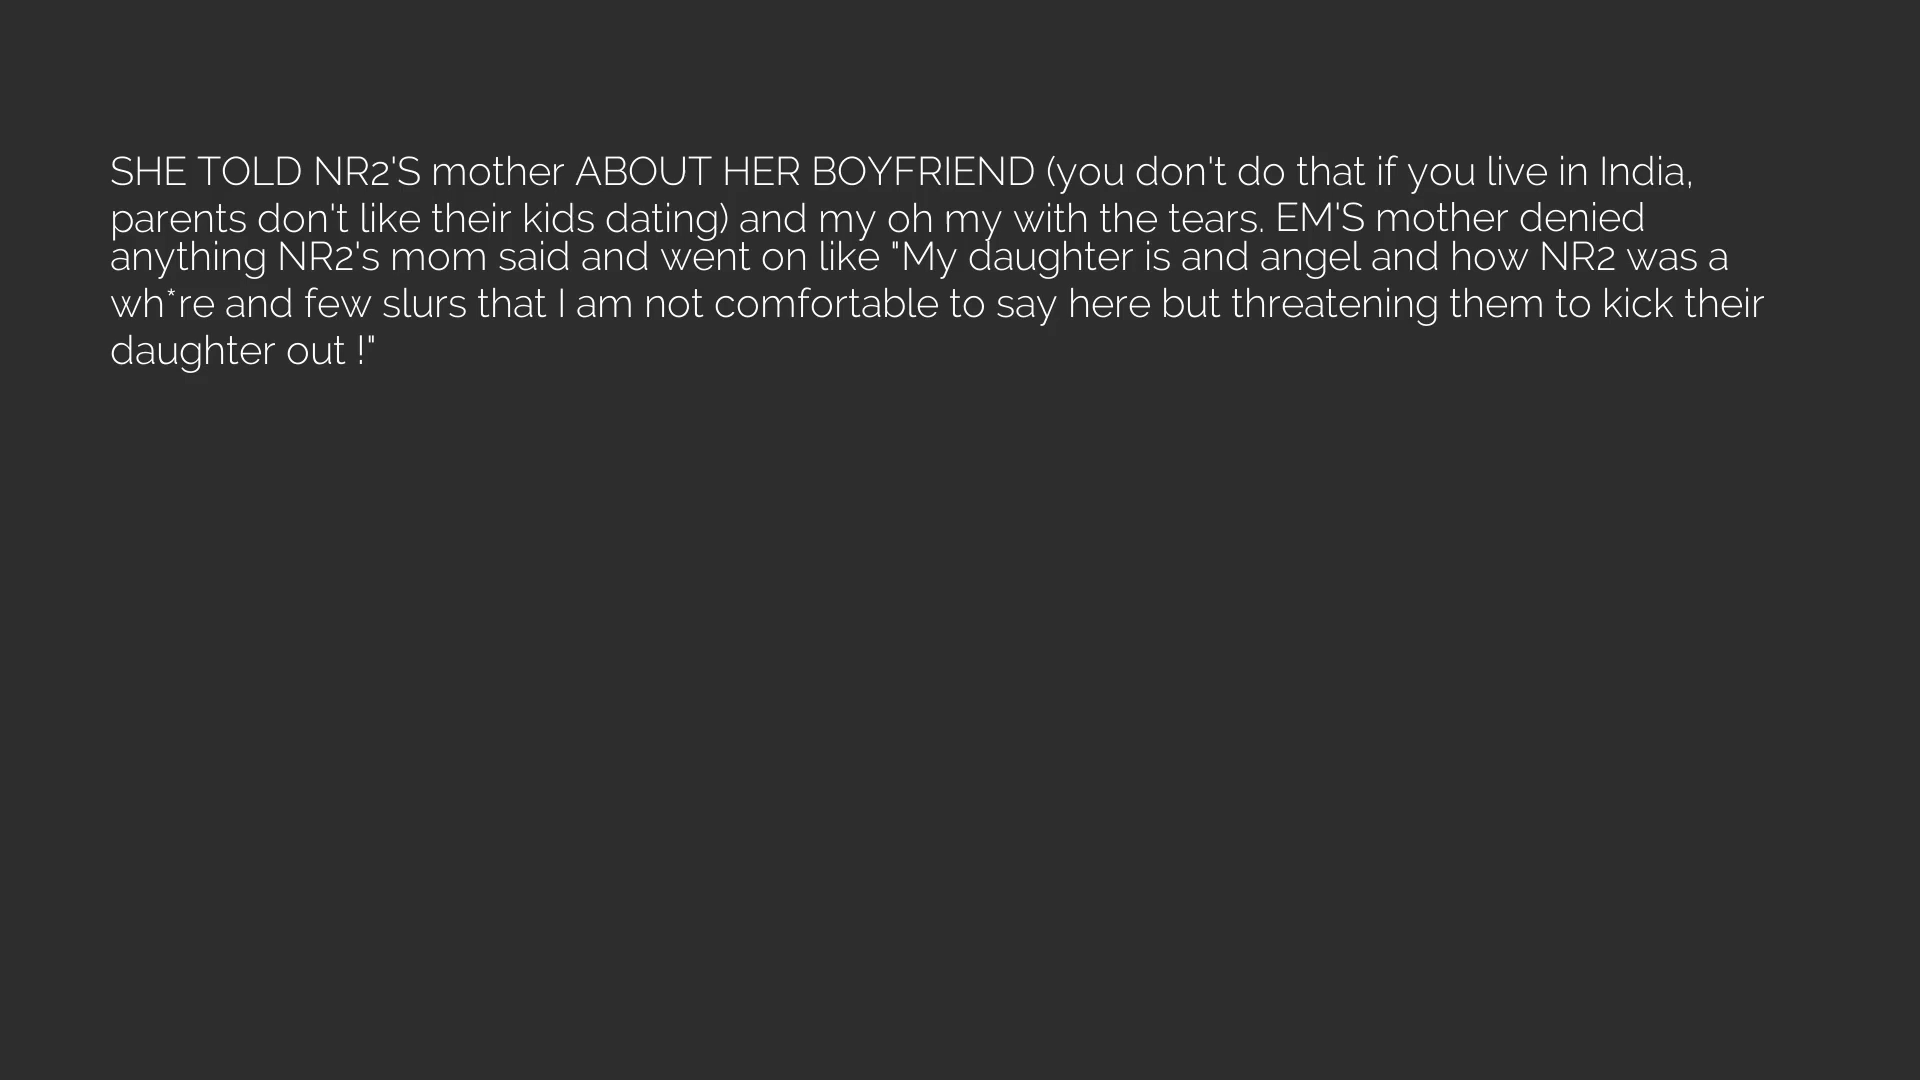 SHE TOLD NR2'S mother ABOUT HER BOYFRIEND (you don't do that if you live in India,
parents don't like their kids dating) and my oh my with the tears. EM'S mother denied
anything NR2's mom said and went on like "My daughter is and angel and how NR2 was a
wh*re and few slurs that I am not comfortable to say here but threatening them to kick their
daughter out !"